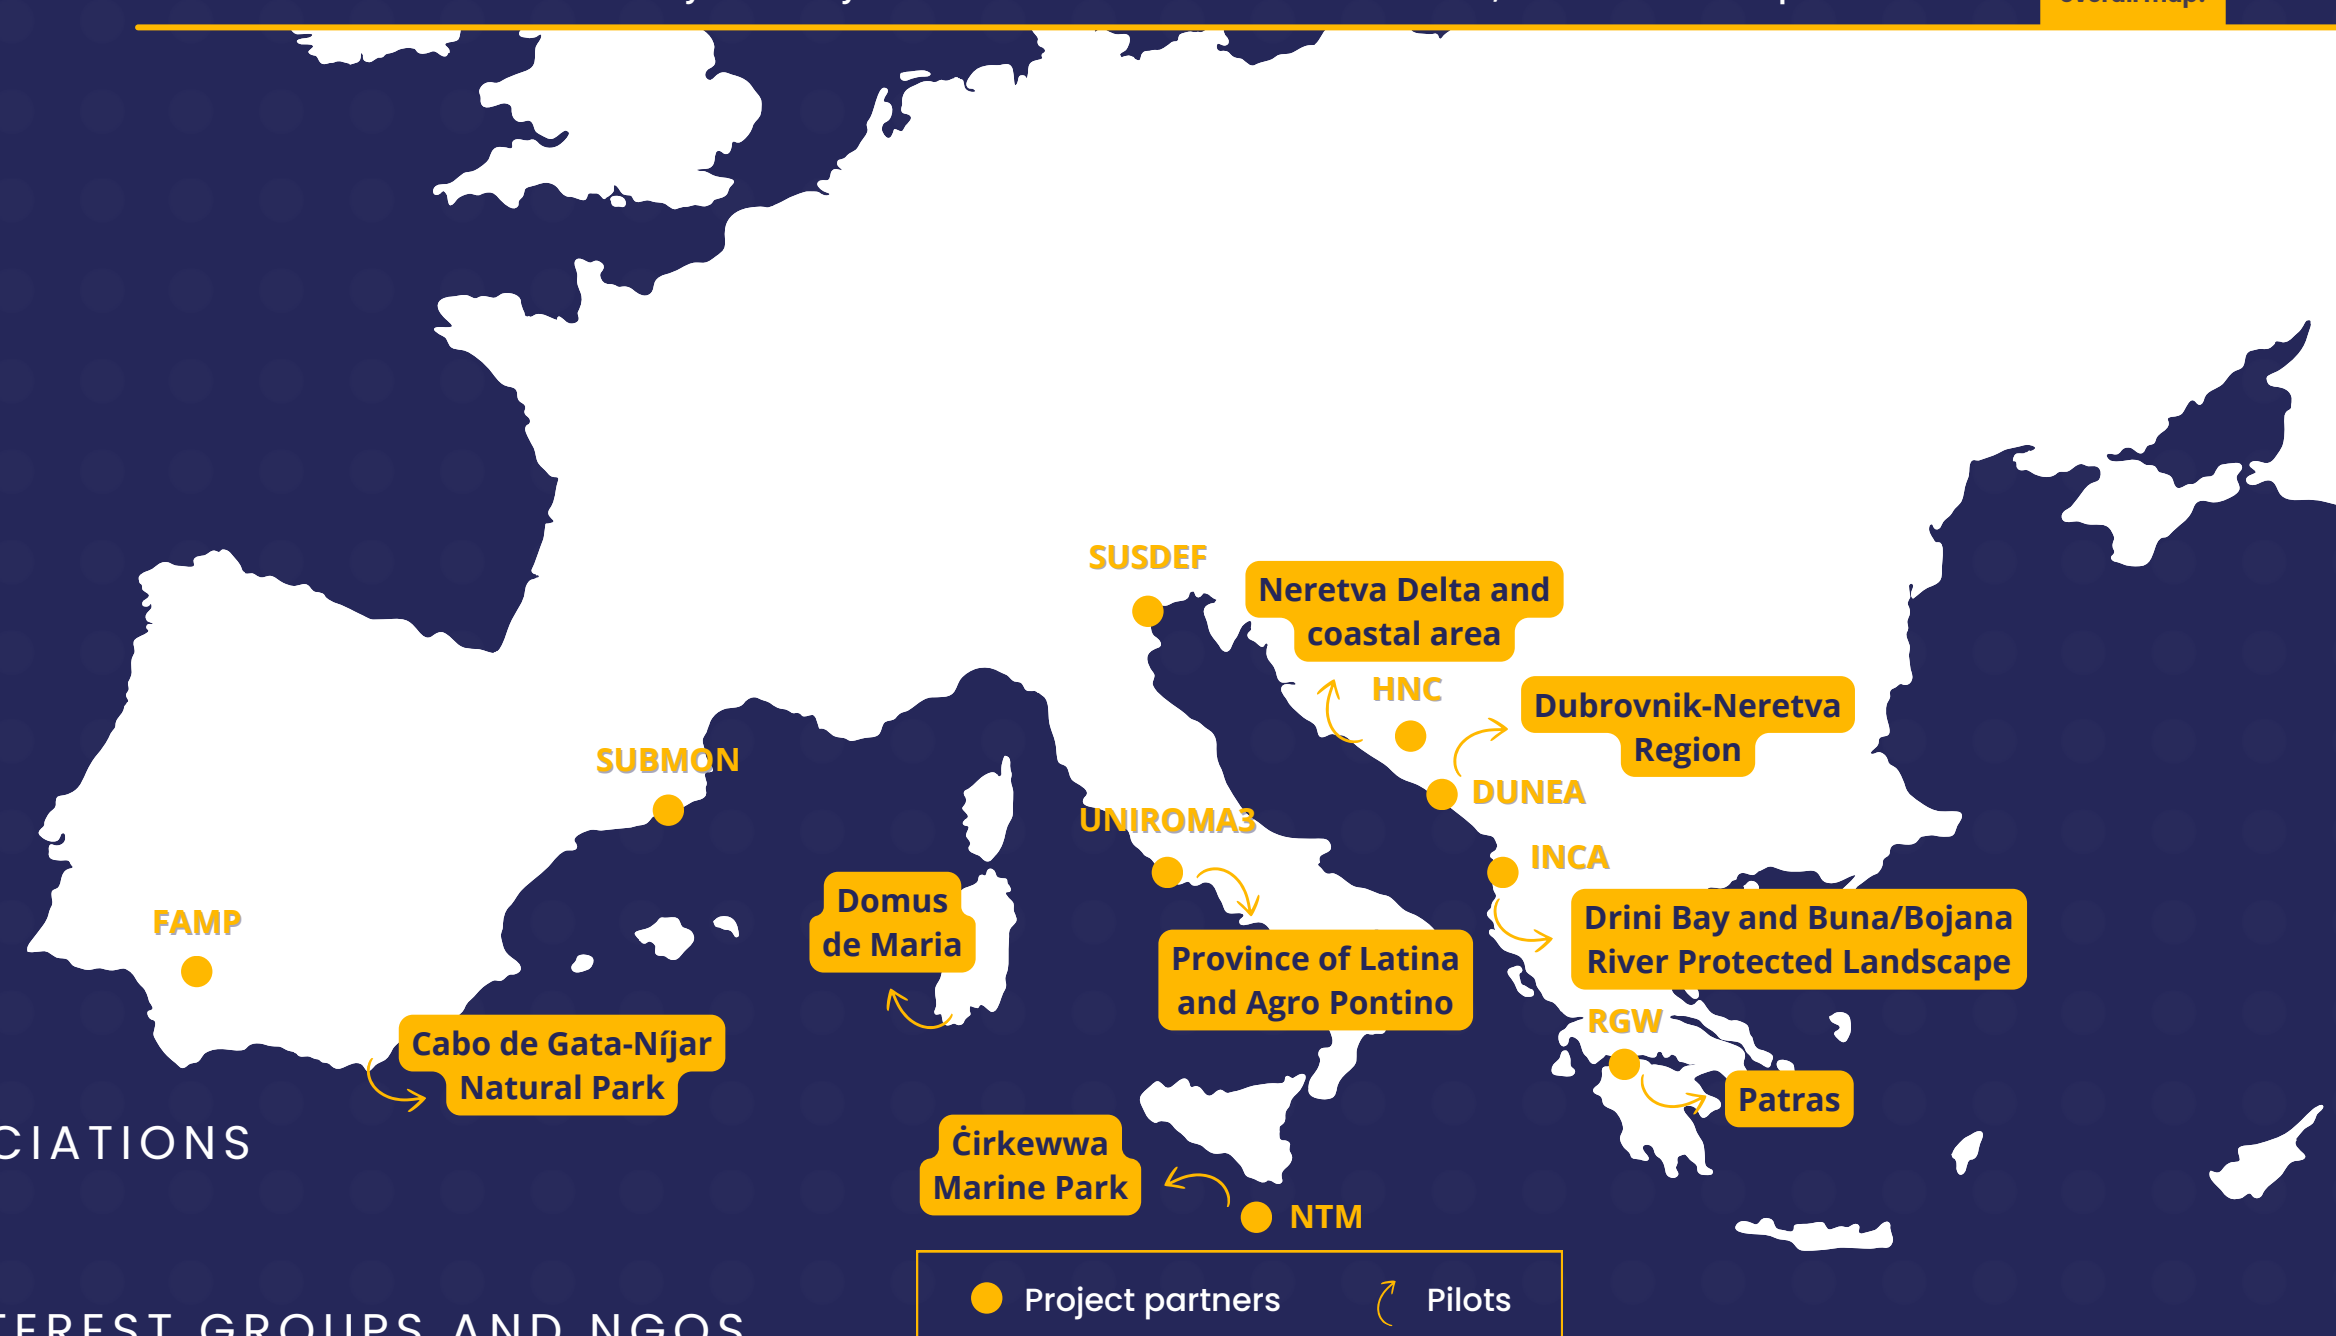 overall map.
SUSDEF
Neretva Delta and
coastal area
HNC
Dubrovnik-Neretva
Region
SUBMON
DUNEA
UNIROMA3
INCA
Domus
de Maria
FAMP
Drini Bay and Buna/Bojana
River Protected Landscape
Province of Latina
and Agro Pontino
RGW
Cabo de Gata-Níjar
Natural Park
Patras
CIATIONS
Ċirkewwa
Marine Park
NTM
Project partners
Pilots
TEREST GROUPS AND NGOS